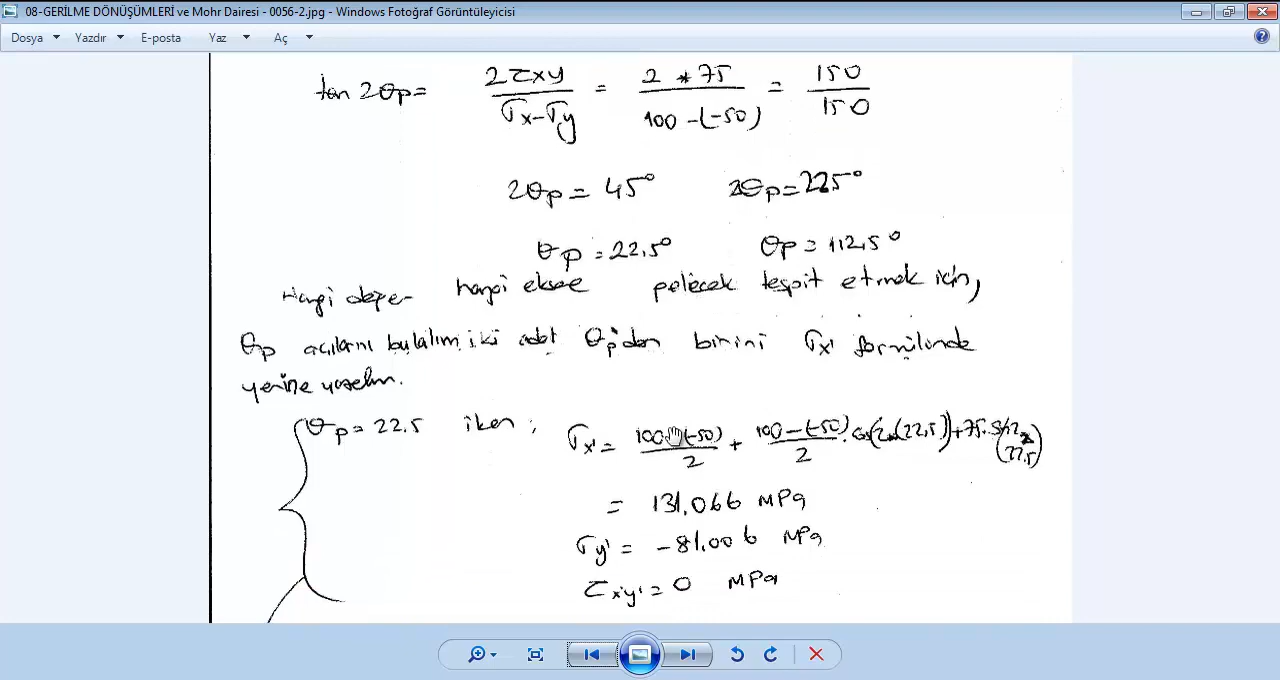 08-GERİLME DÖNÜŞÜMLERİ ve Mohr Dairesi - 0056-2.jpg - Windows Fotoğraf Görüntüleyicisi
Dosya Yazdır E-posta Yaz Aç
tan 2θp = 2τxy / σx-σy = 2 * 75 / 100-(-50) = 150 / 150
2θp = 45° 2θp = 225°
θp = 22.5° θp = 112,5°
Hangi değer hangi eksene gelecek tespit etmek için,
θp açılarını bulalım, iki adet θp'den birini σx' formülünde
yerine yazalım.
θp = 22.5 iken; σx' = 100+(-50) / 2 + 100-(-50) / 2 . cos(2*(22,5)) + 75. Sin2*(22.5)
= 131,066 MPa
σy' = -81.006 MPa
τx'y' = 0 MPa